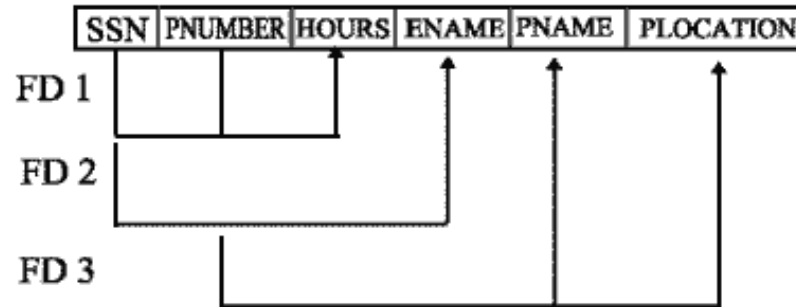 SSN PNUMBER HOURS ENAME PNAME PLOCATION
FD 1
FD 2
FD 3